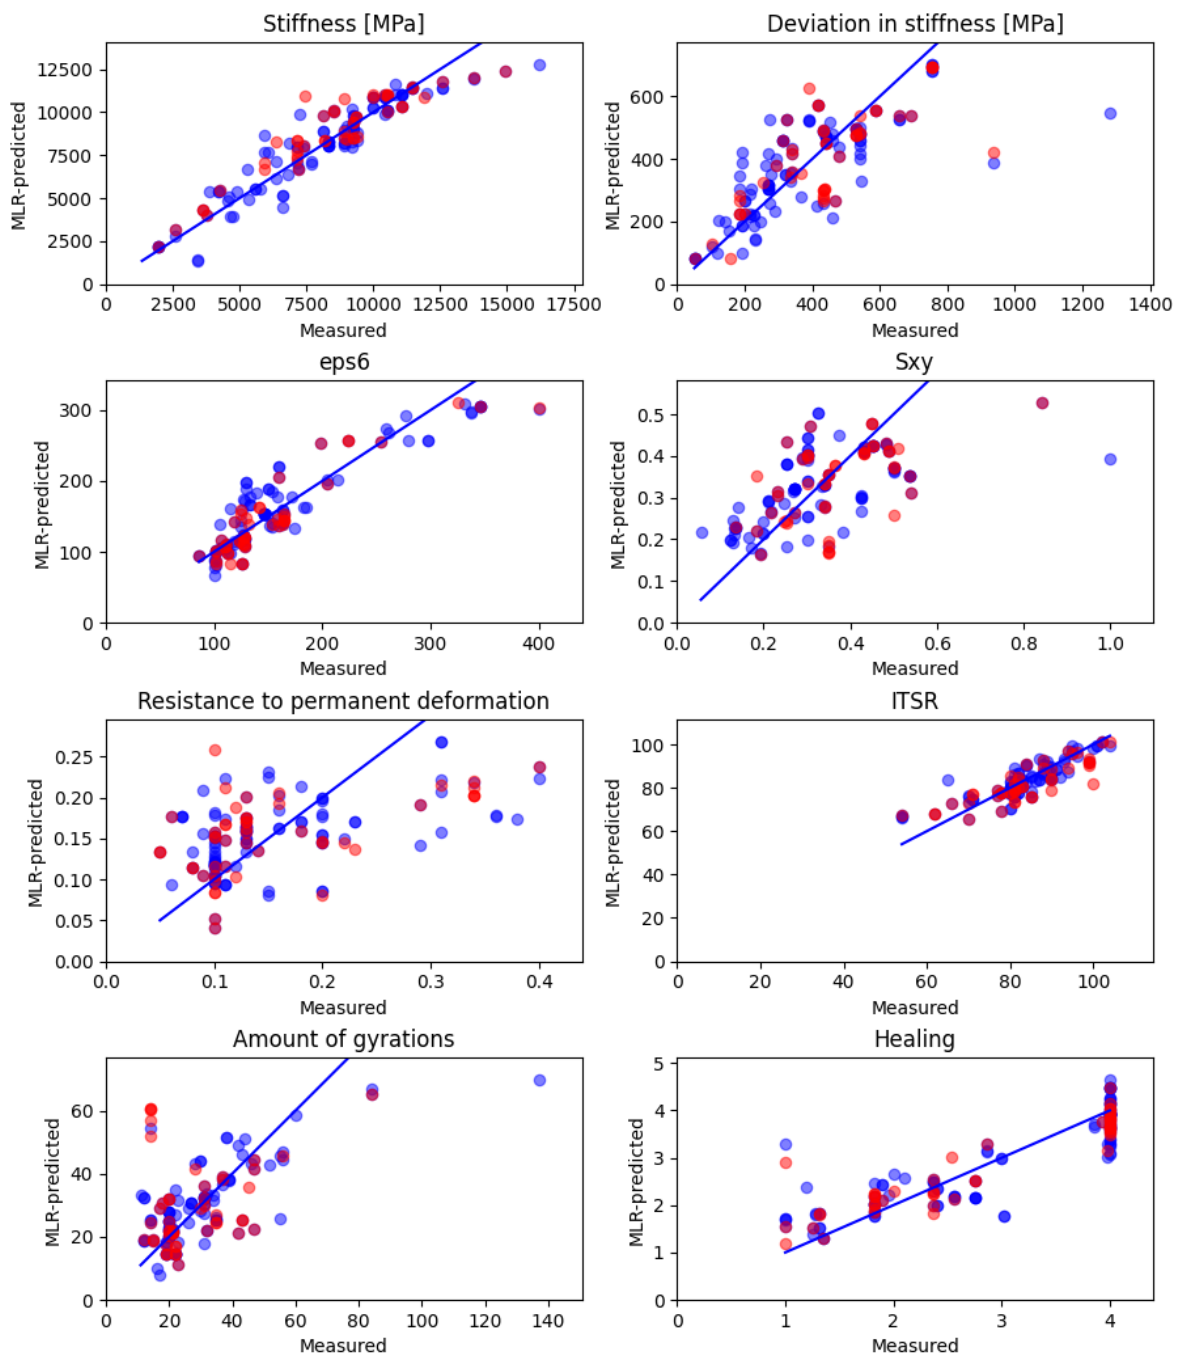 Stiffness [MPa]
12500
10000
7500
5000
2500
0
MLR-predicted
0 2500 5000 7500 10000 12500 15000 17500
Measured
Deviation in stiffness [MPa]
600
400
200
0
MLR-predicted
0 200 400 600 800 1000 1200 1400
Measured
eps6
300
200
100
0
MLR-predicted
0 100 200 300 400
Measured
Sxy
0.5
0.4
0.3
0.2
0.1
0.0
MLR-predicted
0.0 0.2 0.4 0.6 0.8 1.0
Measured
Resistance to permanent deformation
0.25
0.20
0.15
0.10
0.05
0.00
MLR-predicted
0.0 0.1 0.2 0.3 0.4
Measured
ITSR
100
80
60
40
20
0
MLR-predicted
0 20 40 60 80 100
Measured
Amount of gyrations
60
40
20
0
MLR-predicted
0 20 40 60 80 100 120 140
Measured
Healing
5
4
3
2
1
0
MLR-predicted
0 1 2 3 4
Measured